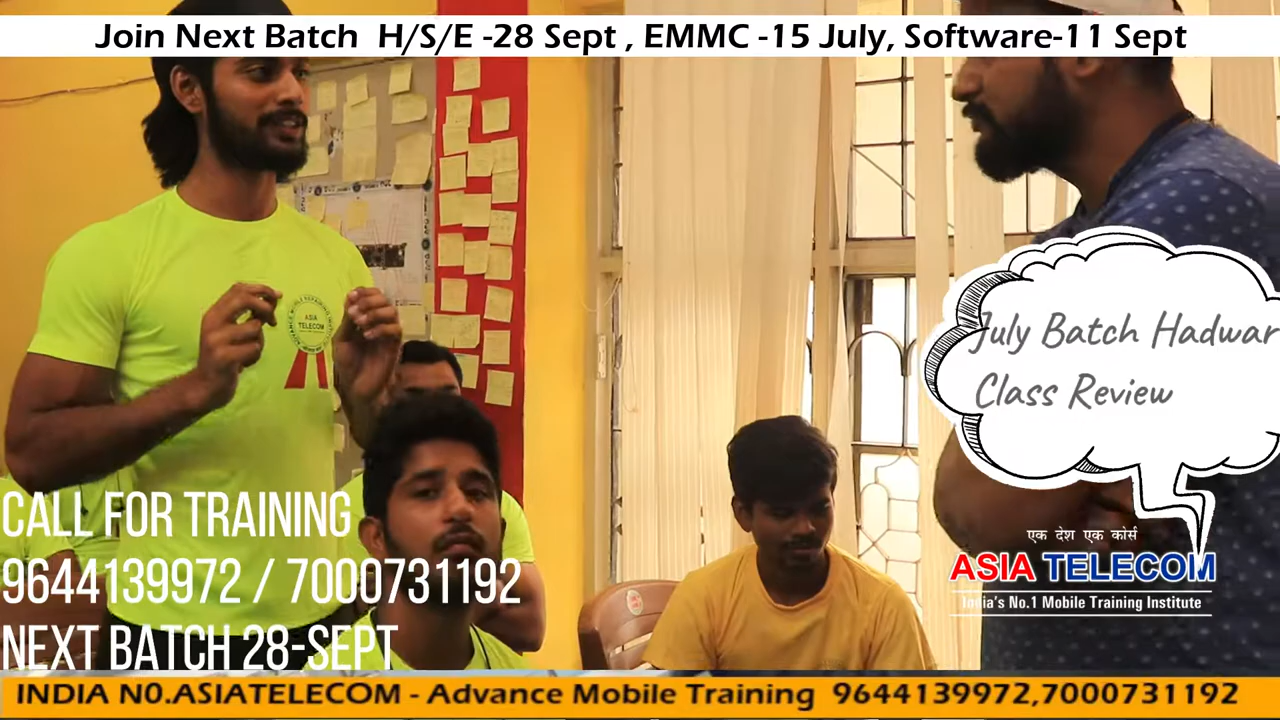 Join Next Batch H/S/E -28 Sept , EMMC -15 July, Software-11 Sept
ASIA
TELECOM
July Batch Hadwar
Class Review
CALL FOR TRAINING
9644139972 / 7000731192
NEXT BATCH 28-SEPT
एक देश एक कोर्स
ASIA TELECOM
India's No.1 Mobile Training Institute
INDIA N0.ASIATELECOM - Advance Mobile Training 9644139972,7000731192